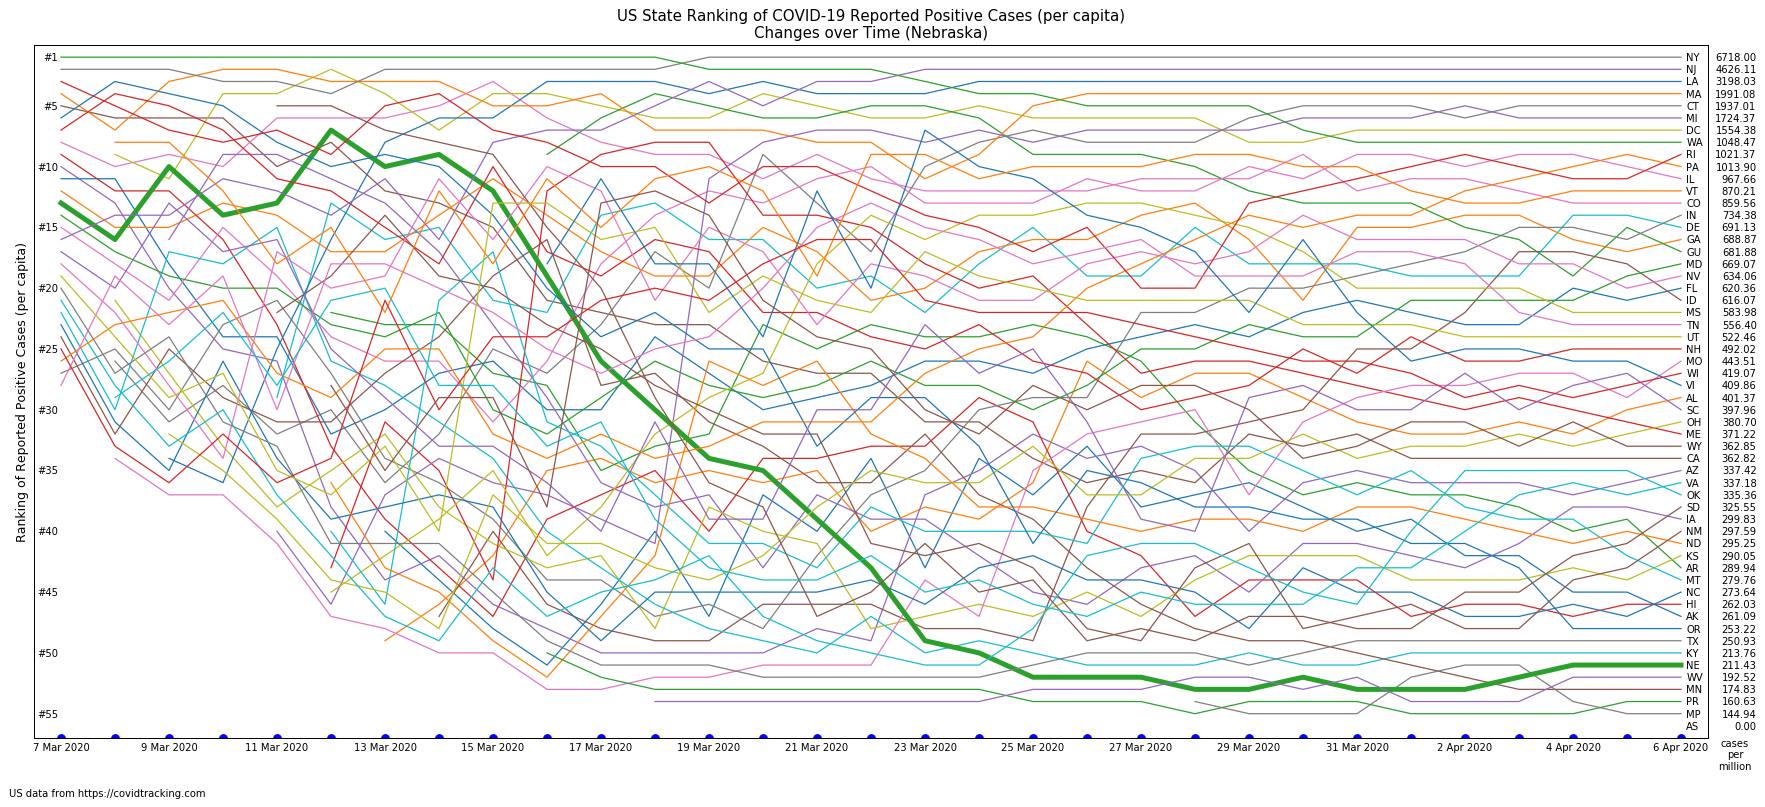 US State Ranking of COVID-19 Reported Positive Cases (per capita)
Changes over Time (Nebraska)
Ranking of Reported Positive Cases (per capita)
#1
#5
#10
#15
#20
#25
#30
#35
#40
#45
#50
#55
NY 6718.00
NJ 4626.11
LA 3198.03
MA 1991.08
CT 1937.01
MI 1724.37
DC 1554.38
WA 1048.47
RI 1021.37
PA 1013.90
IL 967.66
VT 870.21
CO 859.56
IN 734.38
DE 691.13
GA 688.87
GU 681.88
MD 669.07
NV 634.06
FL 620.36
ID 616.07
MS 583.98
TN 556.40
UT 522.46
NH 492.02
MO 443.51
WI 419.07
VI 409.86
AL 401.37
SC 397.96
OH 380.70
ME 371.22
WY 362.85
CA 362.82
AZ 337.42
VA 337.18
OK 335.36
SD 325.55
IA 299.83
NM 297.59
ND 295.25
KS 290.05
AR 289.94
MT 279.76
NC 273.64
HI 262.03
AK 261.09
OR 253.22
TX 250.93
KY 213.76
NE 211.43
WV 192.52
MN 174.83
PR 160.63
MP 144.94
AS 0.00
7 Mar 2020 9 Mar 2020 11 Mar 2020 13 Mar 2020 15 Mar 2020 17 Mar 2020 19 Mar 2020 21 Mar 2020 23 Mar 2020 25 Mar 2020 27 Mar 2020 29 Mar 2020 31 Mar 2020 2 Apr 2020 4 Apr 2020 6 Apr 2020
cases
per
million
US data from https://covidtracking.com